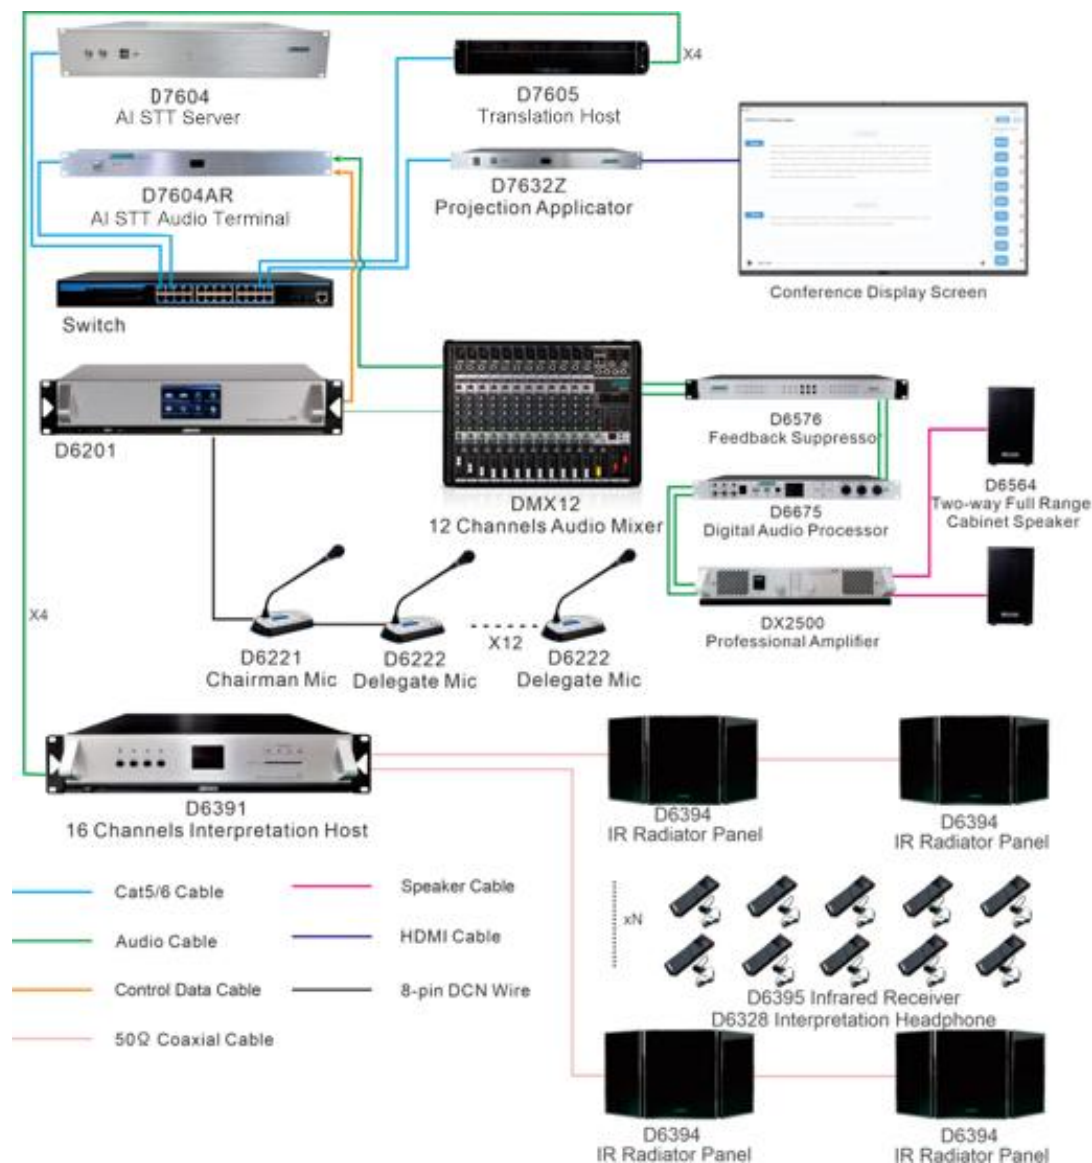 X4
D7604
AI STT Server
D7605
Translation Host
D7604AR
AI STT Audio Terminal
D7632Z
Projection Applicator
Conference Display Screen
Switch
D6201
DMX12
12 Channels Audio Mixer
D6576
Feedback Suppressor
D6675
Digital Audio Processor
D6564
Two-way Full Range
Cabinet Speaker
DX2500
Professional Amplifier
X4
D6221
Chairman Mic
D6222
Delegate Mic
X12
D6222
Delegate Mic
D6391
16 Channels Interpretation Host
D6394
IR Radiator Panel
D6394
IR Radiator Panel
Cat5/6 Cable
Speaker Cable
Audio Cable
HDMI Cable
Control Data Cable
8-pin DCN Wire
50Ω Coaxial Cable
xN
D6395 Infrared Receiver
D6328 Interpretation Headphone
D6394
IR Radiator Panel
D6394
IR Radiator Panel